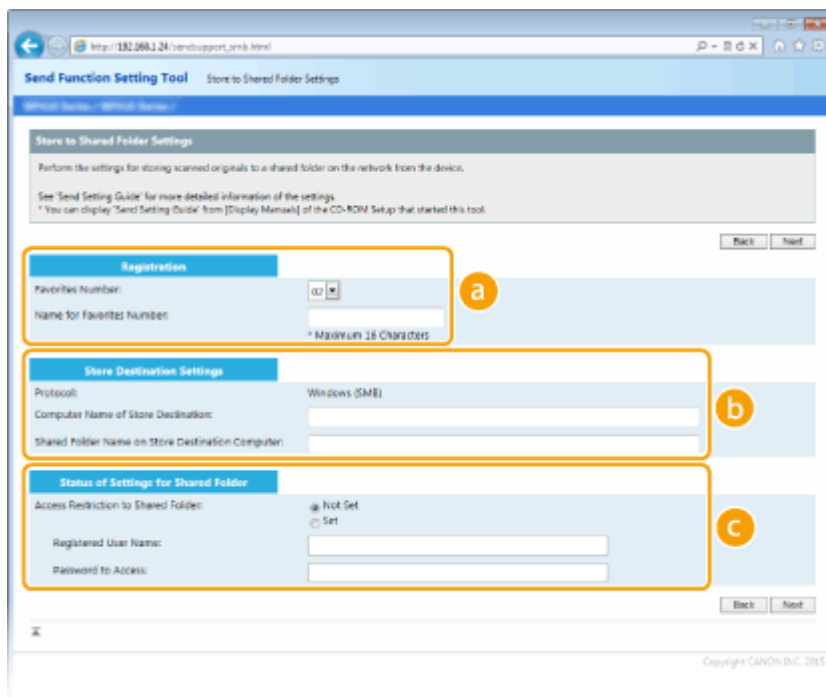 http://192.168.1.24/sendsupport_smb.html
Send Function Setting Tool Store to Shared Folder Settings
Store to Shared Folder Settings
Perform the settings for storing scanned originals to a shared folder on the network from the device.
See 'Send Setting Guide' for more detailed information of the settings.
* You can display 'Send Setting Guide' from [Display Manuals] of the CD-ROM Setup that started this tool.
Back Next
Registration
Favorites Number: 02
a
Name for Favorites Number:
* Maximum 16 Characters
Store Destination Settings
Protocol: Windows (SMB)
Computer Name of Store Destination:
b
Shared Folder Name on Store Destination Computer:
Status of Settings for Shared Folder
Access Restriction to Shared Folder: Not Set
Set
c
Registered User Name:
Password to Access:
Back Next
Copyright CANON INC. 2015